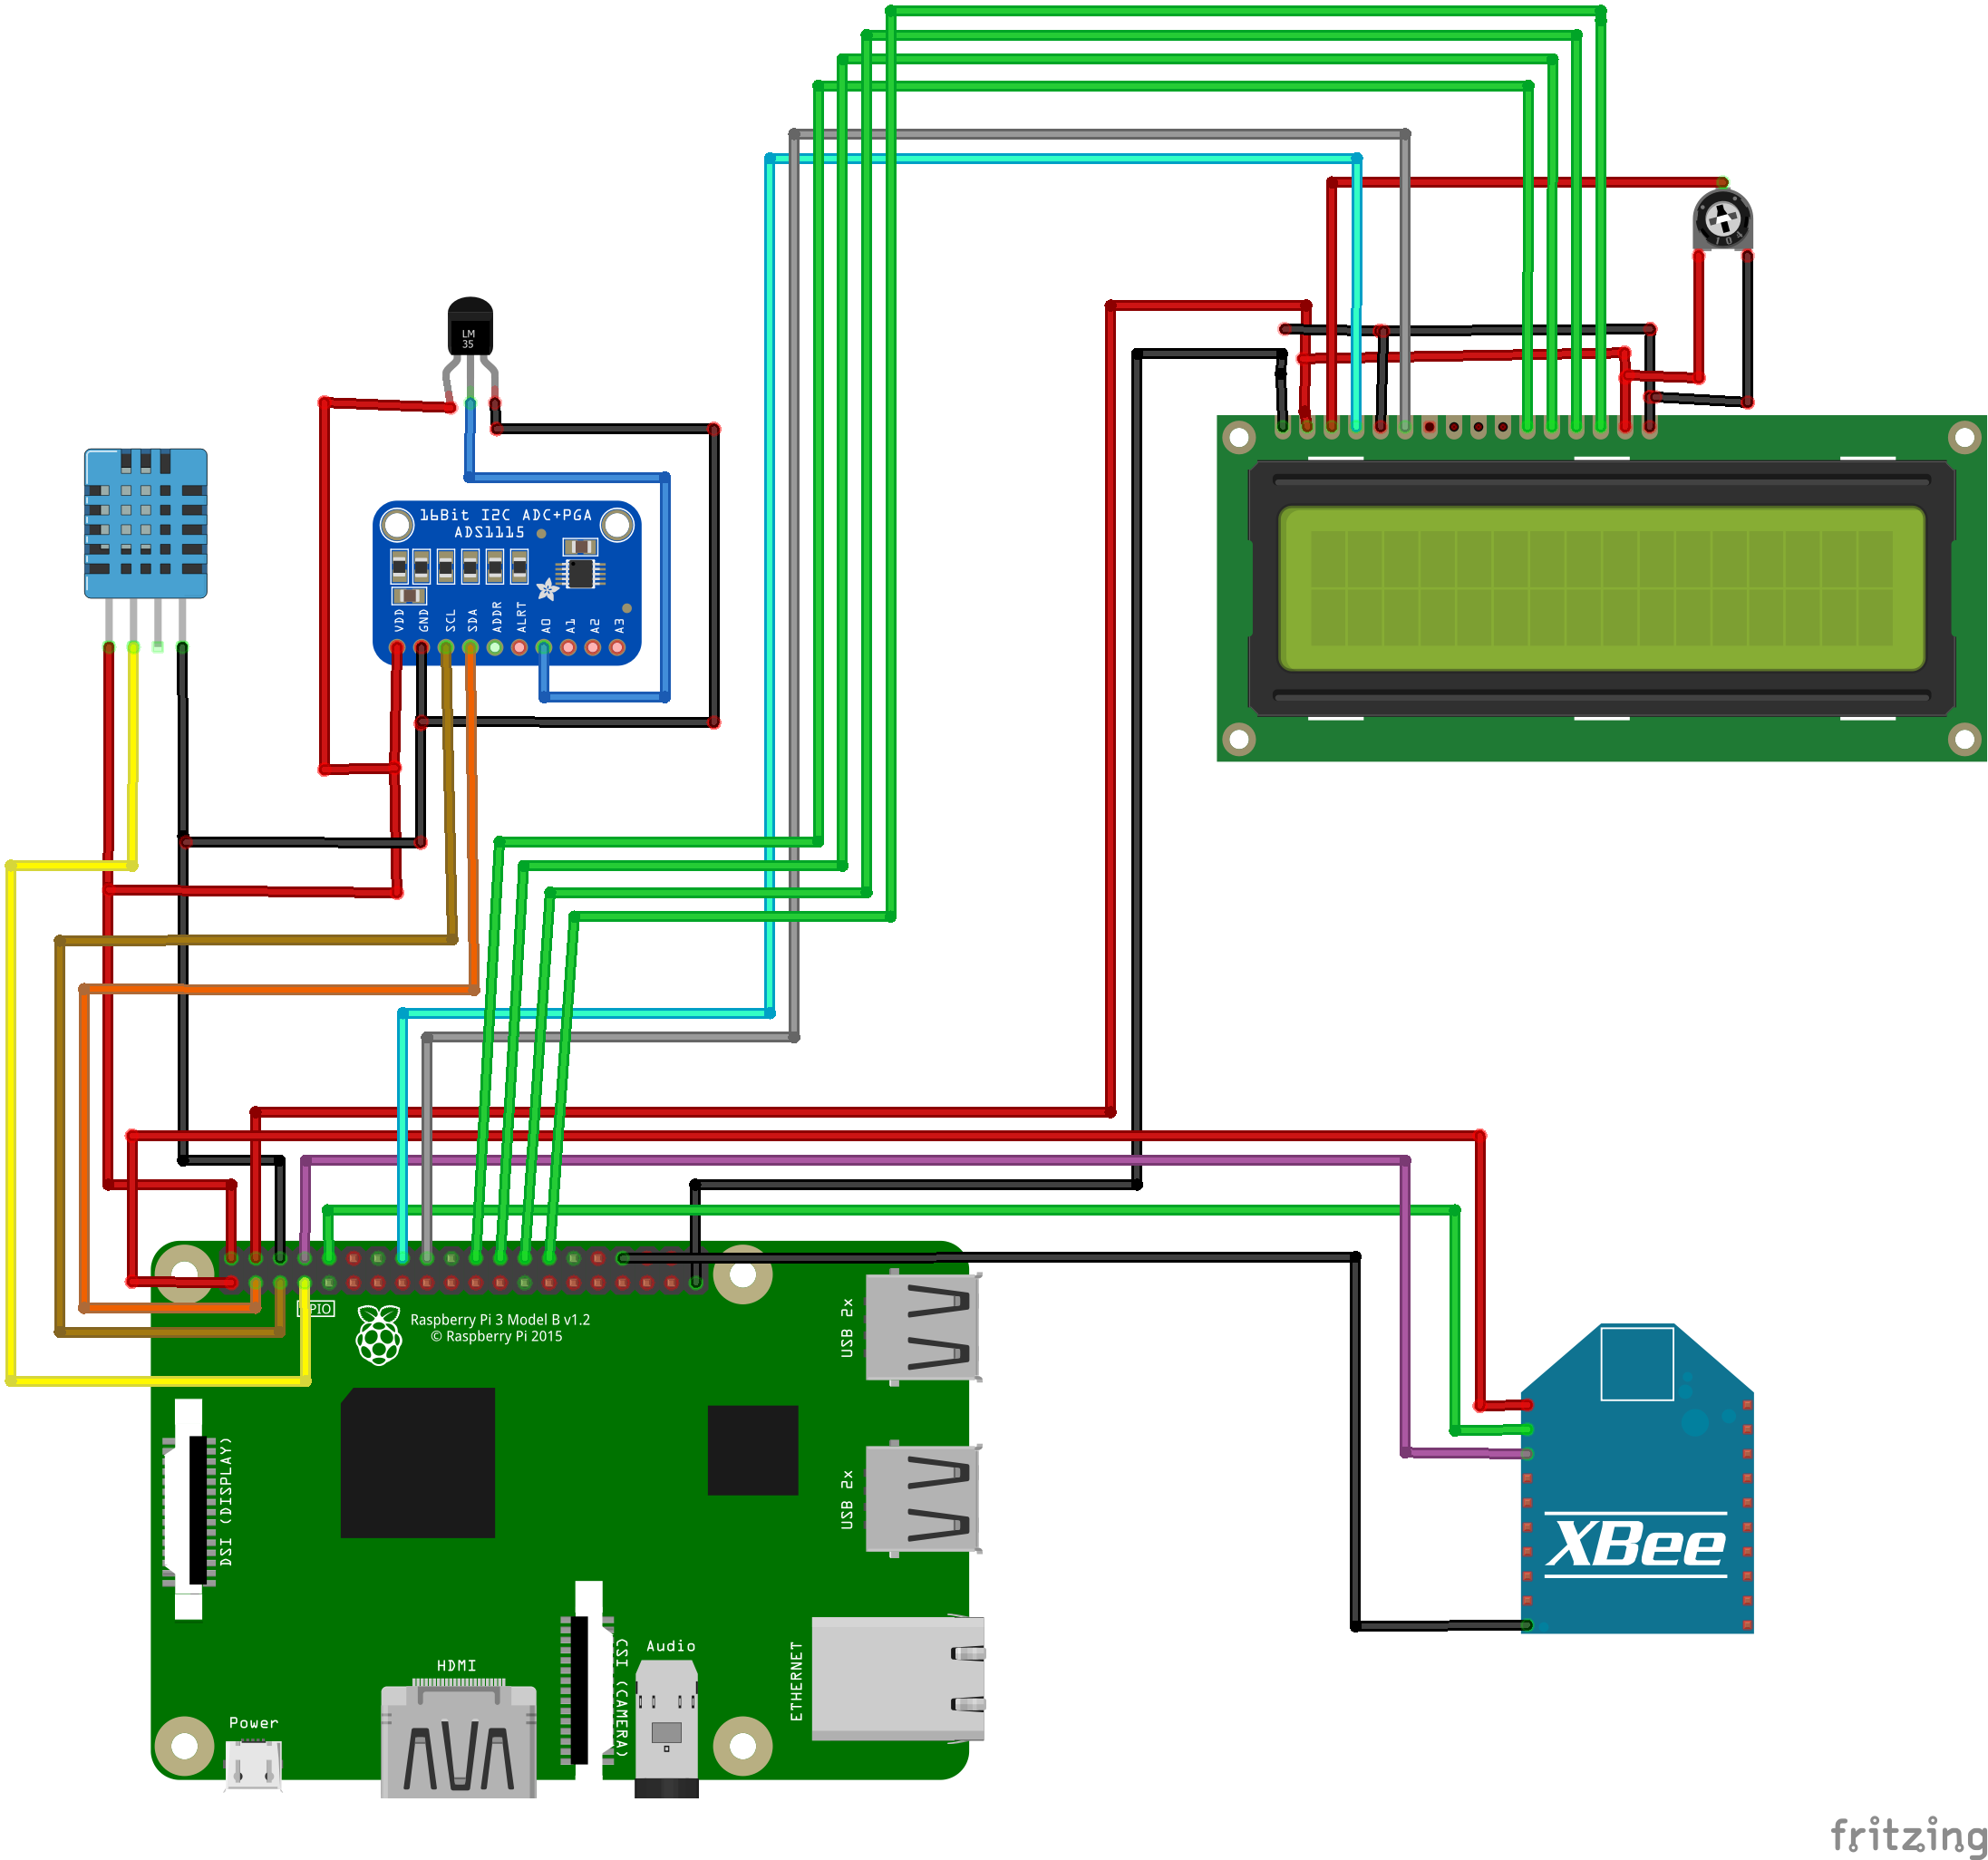 104
LM
35
16Bit I2C ADC+PGA
ADS1115
VDD
GND
SCL
SDA
ADDR
ALRT
A0
A1
A2
A3
GPIO
Raspberry Pi 3 Model B v1.2
© Raspberry Pi 2015
USB 2x
USB 2x
DSI (DISPLAY)
XBee
CSI (CAMERA)
Audio
ETHERNET
HDMI
Power
fritzing